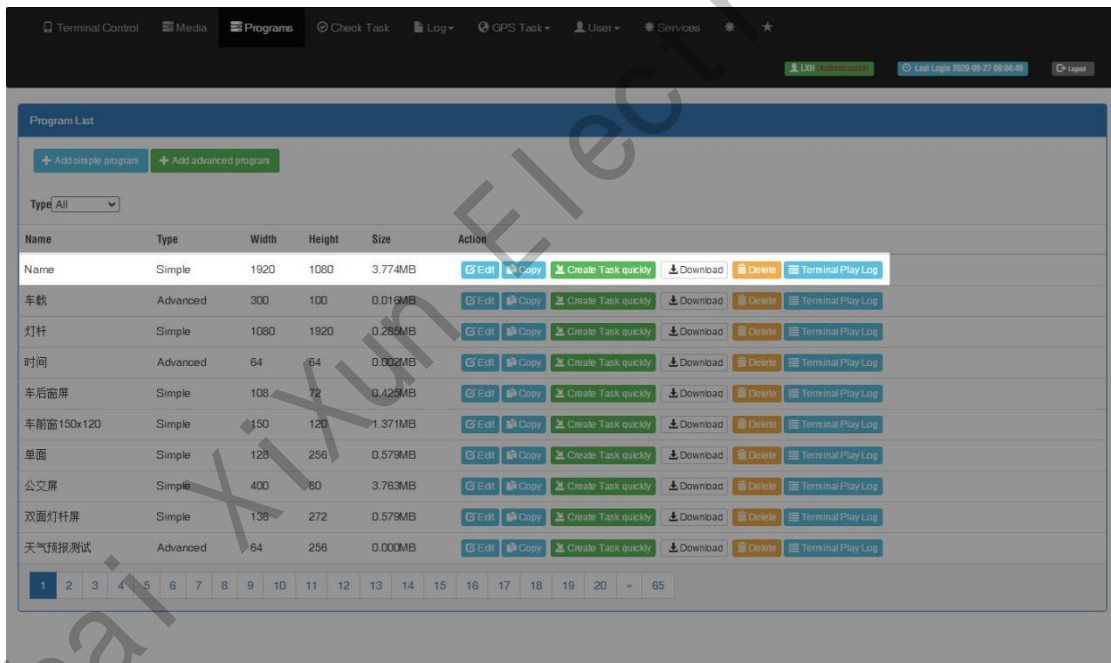 Terminal Control Media Programs Check Task Log GPS Task User Services
LXH (Authenticated) Last Login 2020-09-27 09:04:49 Logout
Program List
Add simple program Add advanced program
Type All
Name Type Width Height Size Action
Name Simple 1920 1080 3.774MB Edit Copy Create Task quickly Download Delete Terminal Play Log
车载 Advanced 300 100 0.016MB Edit Copy Create Task quickly Download Delete Terminal Play Log
灯杆 Simple 1080 1920 0.285MB Edit Copy Create Task quickly Download Delete Terminal Play Log
时间 Advanced 64 64 0.002MB Edit Copy Create Task quickly Download Delete Terminal Play Log
车后窗屏 Simple 108 72 0.425MB Edit Copy Create Task quickly Download Delete Terminal Play Log
车前窗150x120 Simple 150 120 1.371MB Edit Copy Create Task quickly Download Delete Terminal Play Log
单面 Simple 128 256 0.579MB Edit Copy Create Task quickly Download Delete Terminal Play Log
公交屏 Simple 400 80 3.763MB Edit Copy Create Task quickly Download Delete Terminal Play Log
双面灯杆屏 Simple 136 272 0.579MB Edit Copy Create Task quickly Download Delete Terminal Play Log
天气预报测试 Advanced 64 256 0.000MB Edit Copy Create Task quickly Download Delete Terminal Play Log
1 2 3 4 5 6 7 8 9 10 11 12 13 14 15 16 17 18 19 20 » 65
ai XiXun Elect